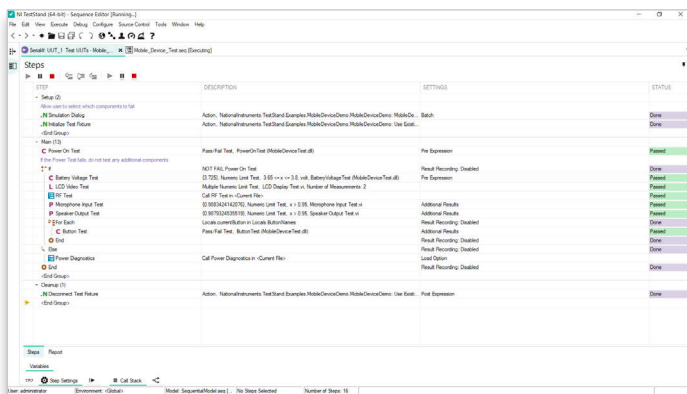 NI TestStand (64-bit) - Sequence Editor [Running...]
File Edit View Execute Debug Configure Source Control Tools Window Help
Serial#: UUT_1 Test UUTs - Mobile_... Mobile_Device_Test.seq [Executing]
Steps
STEP DESCRIPTION SETTINGS STATUS
Setup (2)
Allow user to select which components to fail
Simulation Dialog Action, NationalInstruments.TestStand.Examples.MobileDeviceDemo.MobileDe... Batch Done
Initialize Test Fixture Action, NationalInstruments.TestStand.Examples.MobileDeviceDemo.MobileDeviceDemo: Use Existi... Done
<End Group>
Main (13)
Power On Test Pass/Fail Test, PowerOnTest (MobileDeviceTest.dll) Pre Expression Passed
If the Power Test fails, do not test any additional components
If NOT FAIL Power On Test Result Recording: Disabled Done
Battery Voltage Test {3.725}, Numeric Limit Test, 3.65 <= x <= 3.8, volt, BatteryVoltageTest (MobileDeviceTest.dll) Pre Expression Passed
LCD Video Test Multiple Numeric Limit Test, LCD Display Test.vi, Number of Measurements: 2 Passed
RF Test Call RF Test in <Current File> Passed
Microphone Input Test Numeric Limit Test, x > 0.95, Microphone Input Test.vi Additional Results Passed
Speaker Output Test Numeric Limit Test, x > 0.95, Speaker Output Test.vi Additional Results Passed
For Each Locals.currentButton in Locals.ButtonNames Result Recording: Disabled Done
Button Test Pass/Fail Test, ButtonTest (MobileDeviceTest.dll) Additional Results Passed
End Result Recording: Disabled Done
Else Result Recording: Disabled Done
Power Diagnostics Call Power Diagnostics in <Current File> Load Option
End Result Recording: Disabled Done
<End Group>
Cleanup (1)
Disconnect Test Fixture Action, NationalInstruments.TestStand.Examples.MobileDeviceDemo.MobileDeviceDemo: Use Existi... Post Expression Done
<End Group>
Steps Report
Variables
Step Settings Call Stack
User: administrator Environment: <Global> Model: SequentialModel.seq [... No Steps Selected Number of Steps: 16